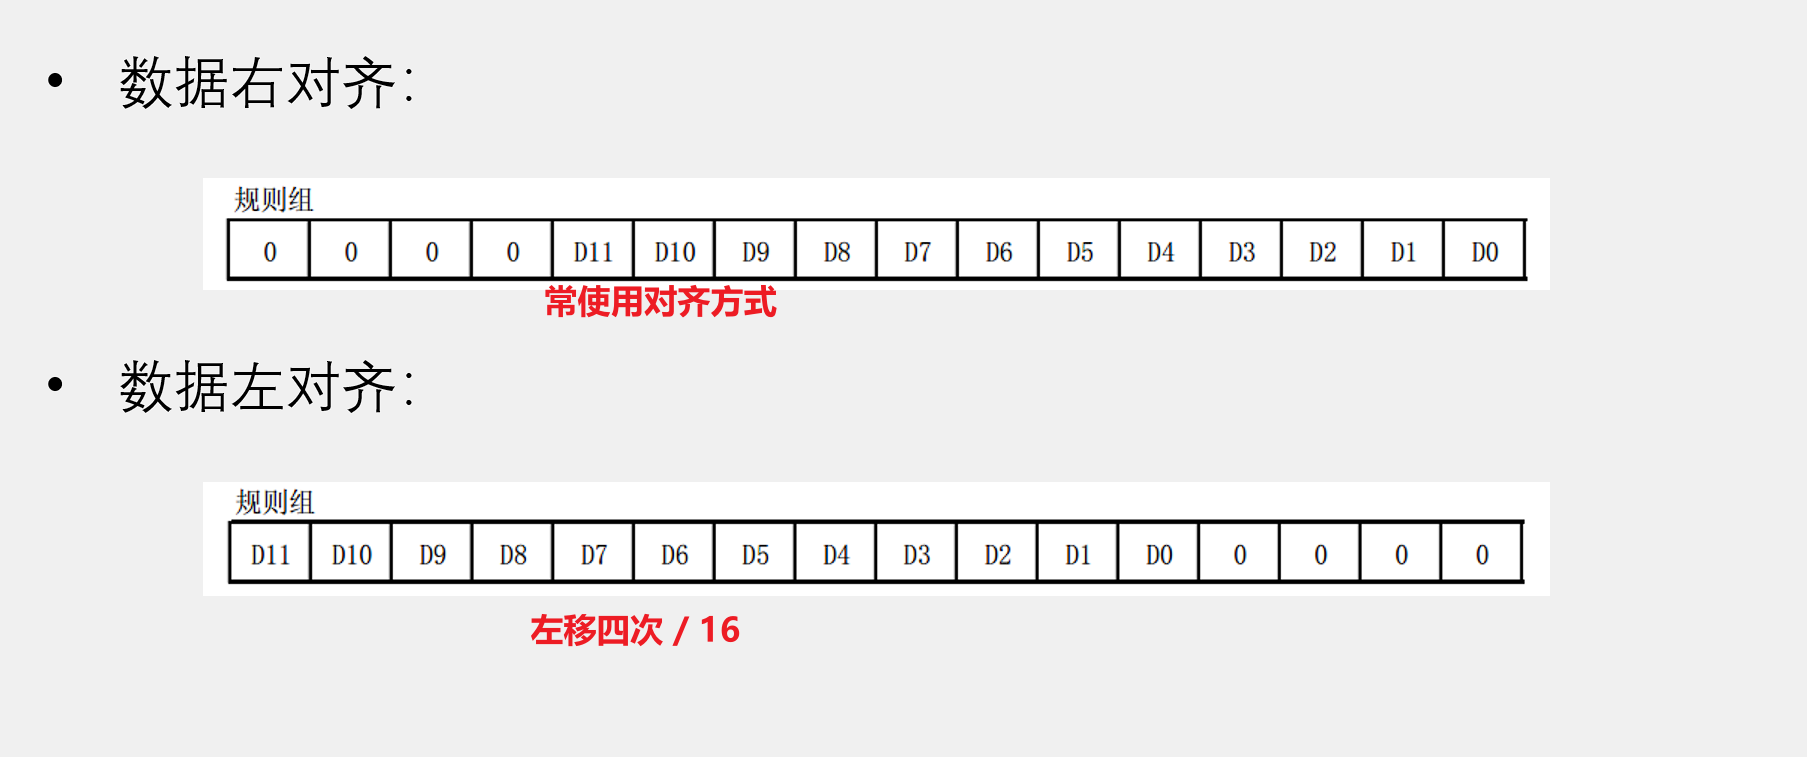 • 数据右对齐：
规则组
0 0 0 0 D11 D10 D9 D8 D7 D6 D5 D4 D3 D2 D1 D0
常使用对齐方式
• 数据左对齐：
规则组
D11 D10 D9 D8 D7 D6 D5 D4 D3 D2 D1 D0 0 0 0 0
左移四次 / 16